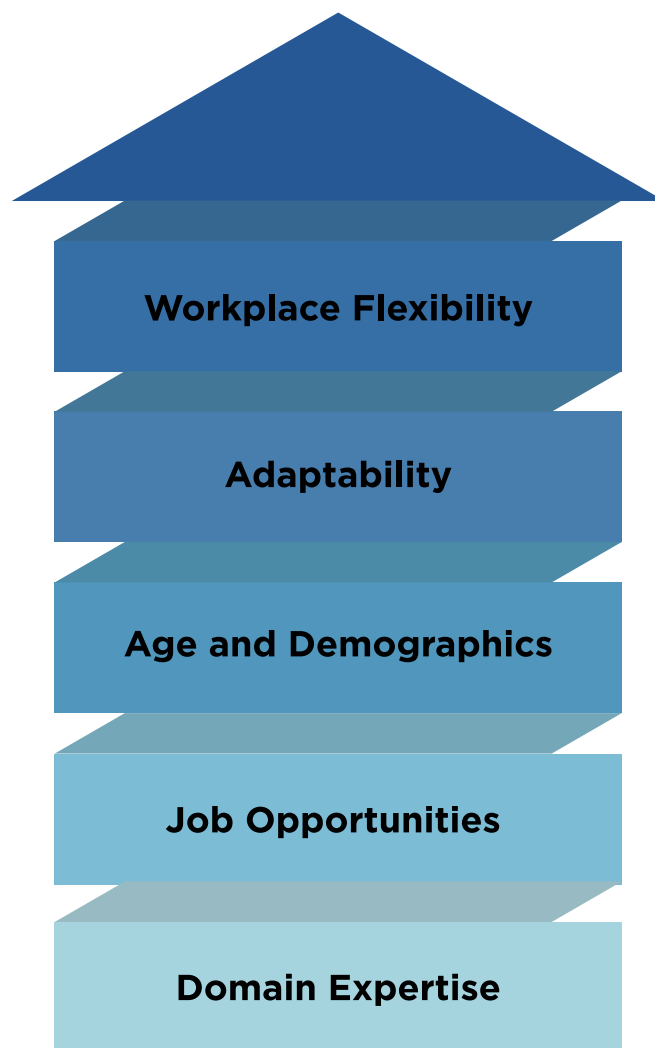 Workplace Flexibility
Adaptability
Age and Demographics
Job Opportunities
Domain Expertise